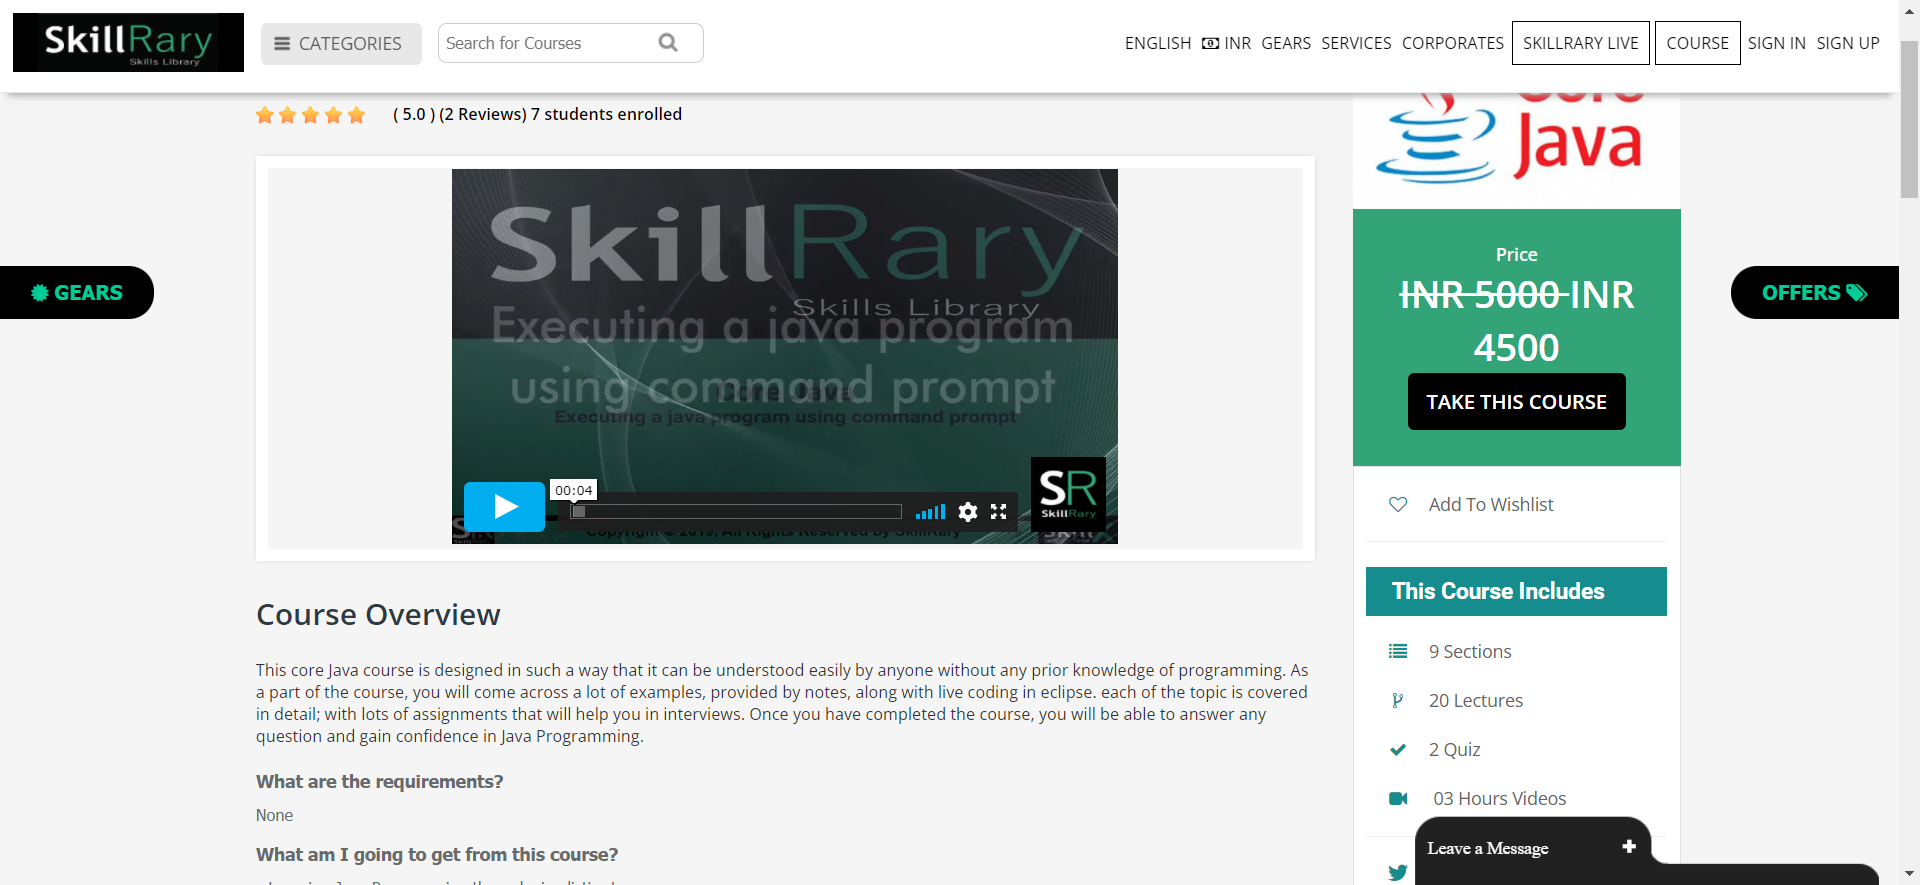 SkillRary
Skills Library
CATEGORIES
Search for Courses
ENGLISH INR GEARS SERVICES CORPORATES SKILLRARY LIVE COURSE SIGN IN SIGN UP
( 5.0 ) (2 Reviews) 7 students enrolled
Core
Java
SkillRary
Skills Library
Executing a java program
using command prompt
Core Java
Executing a java program using command prompt
00:04
SR
SkillRary
Copyright © 2019, All Rights Reserved by SkillRary
GEARS
OFFERS
Price
INR 5000 INR
4500
TAKE THIS COURSE
Add To Wishlist
This Course Includes
9 Sections
20 Lectures
2 Quiz
03 Hours Videos
Leave a Message
Course Overview
This core Java course is designed in such a way that it can be understood easily by anyone without any prior knowledge of programming. As
a part of the course, you will come across a lot of examples, provided by notes, along with live coding in eclipse. each of the topic is covered
in detail; with lots of assignments that will help you in interviews. Once you have completed the course, you will be able to answer any
question and gain confidence in Java Programming.
What are the requirements?
None
What am I going to get from this course?